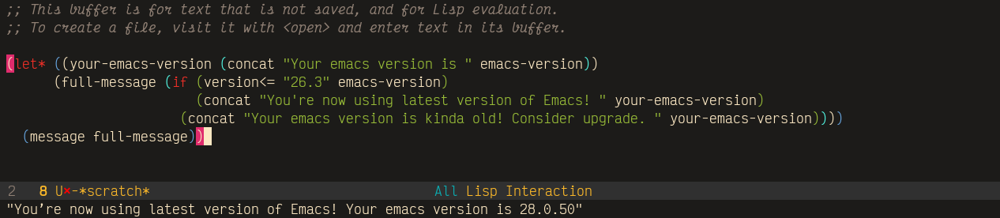 ;; This buffer is for text that is not saved, and for Lisp evaluation.
;; To create a file, visit it with <open> and enter text in its buffer.
(let* ((your-emacs-version (concat "Your emacs version is " emacs-version))
(full-message (if (version<= "26.3" emacs-version)
(concat "You're now using latest version of Emacs! " your-emacs-version)
(concat "Your emacs version is kinda old! Consider upgrade. " your-emacs-version))))
(message full-message))
2 8 U×-*scratch* All Lisp Interaction
"You’re now using latest version of Emacs! Your emacs version is 28.0.50"